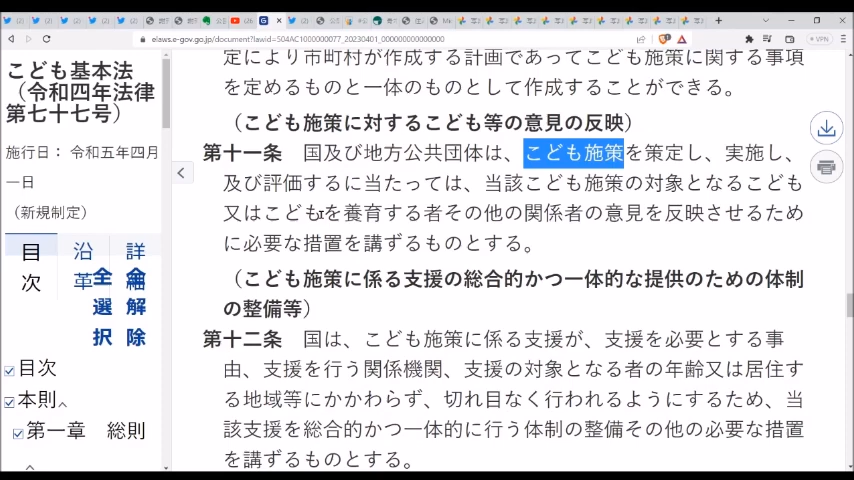 elaws.e-gov.go.jp/document?lawid=504AC1000000077_20230401_000000000000000
VPN
こども基本法
（令和四年法律
第七十七号）
施行日： 令和五年四月
一日
（新規制定）
目次
沿革
詳細
全選択
全解除
目次
本則
第一章 総則
定により市町村が作成する計画であってこども施策に関する事項
を定めるものと一体のものとして作成することができる。
（こども施策に対するこども等の意見の反映）
第十一条 国及び地方公共団体は、こども施策を策定し、実施し、
及び評価するに当たっては、当該こども施策の対象となるこども
又はこどもを養育する者その他の関係者の意見を反映させるため
に必要な措置を講ずるものとする。
（こども施策に係る支援の総合的かつ一体的な提供のための体制
の整備等）
第十二条 国は、こども施策に係る支援が、支援を必要とする事
由、支援を行う関係機関、支援の対象となる者の年齢又は居住す
る地域等にかかわらず、切れ目なく行われるようにするため、当
該支援を総合的かつ一体的に行う体制の整備その他の必要な措置
を講ずるものとする。